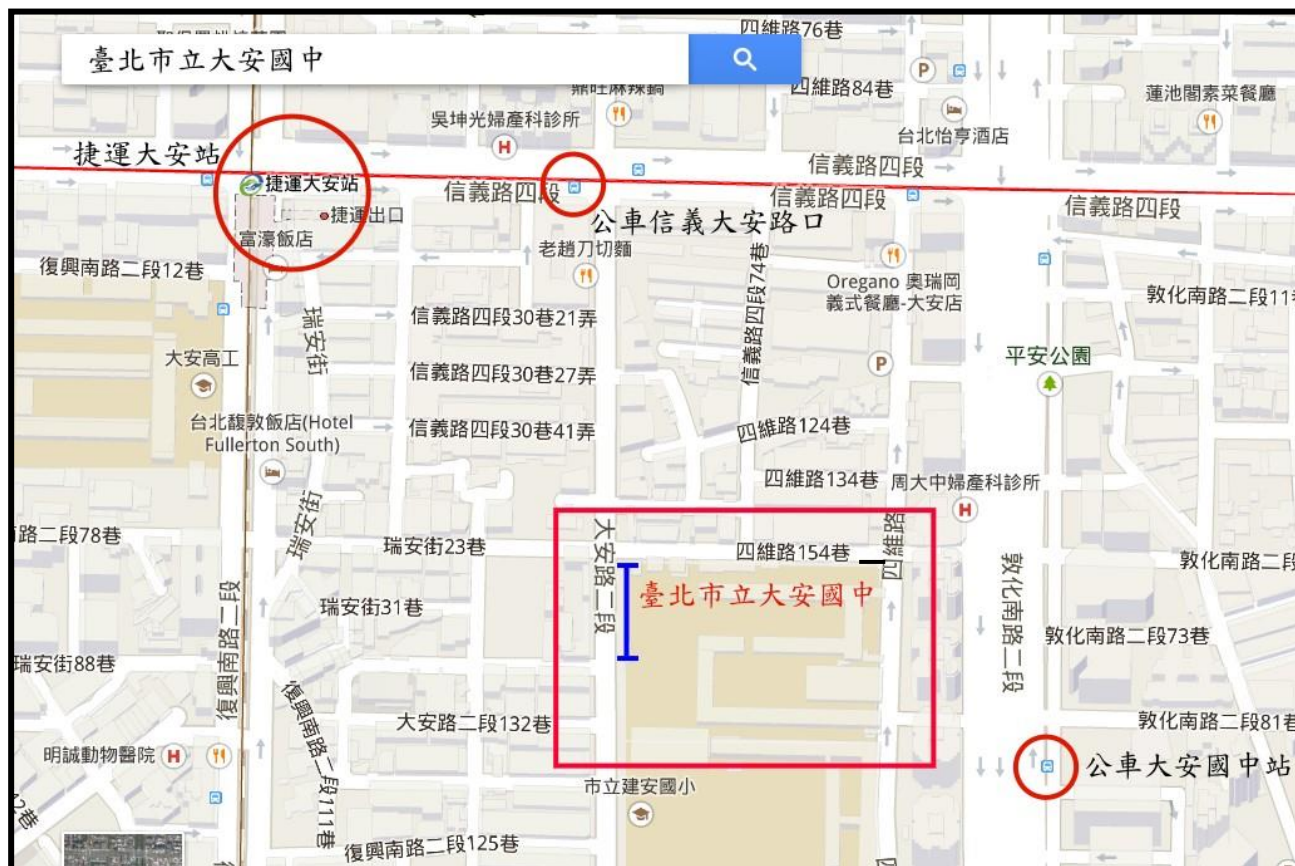 四維路76巷
臺北市立大安國中
鼎旺麻辣鍋
四維路84巷
P
蓮池閣素菜餐廳
吳坤光婦產科診所
H
台北怡亨酒店
捷運大安站
信義路四段
捷運大安站
信義路四段
信義路四段
信義路四段
捷運出口
公車信義大安路口
富濠飯店
老趙刀切麵
復興南路二段12巷
信義路四段74巷
Oregano 奧瑞岡
義式餐廳-大安店
敦化南路二段11
瑞安街
信義路四段30巷21弄
大安高工
平安公園
P
信義路四段30巷27弄
台北馥敦飯店(Hotel
Fullerton South)
信義路四段30巷41弄
四維路124巷
四維路134巷
周大中婦產科診所
H
瑞安街
南路二段78巷
瑞安街23巷
大安路二段
四維路154巷
四維路
敦化南路二段
敦化南路二段
臺北市立大安國中
瑞安街31巷
復興南路二段
敦化南路二段73巷
瑞安街88巷
復興南路二段111巷
大安路二段132巷
敦化南路二段81巷
明誠動物醫院
H
公車大安國中站
市立建安國小
復興南路二段125巷